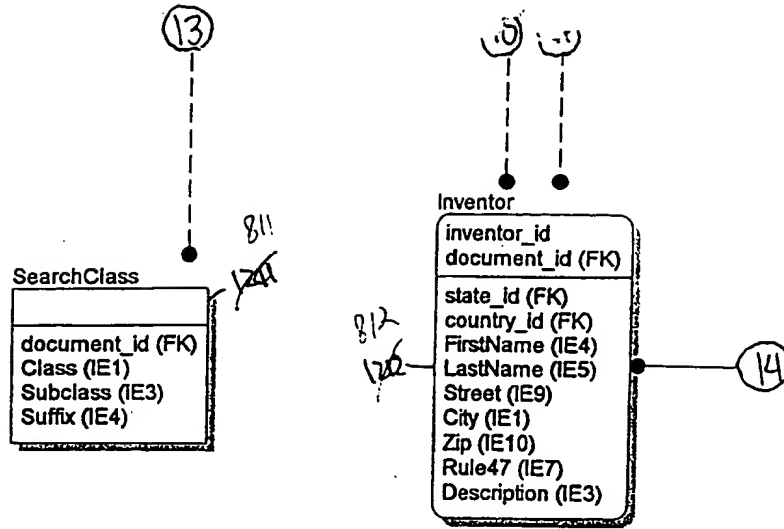 13
Inventor
inventor_id
document_id (FK)
state_id (FK)
country_id (FK)
FirstName (IE4)
LastName (IE5)
Street (IE9)
City (IE1)
Zip (IE10)
Rule47 (IE7)
Description (IE3)
812
14
811
SearchClass
document_id (FK)
Class (IE1)
Subclass (IE3)
Suffix (IE4)